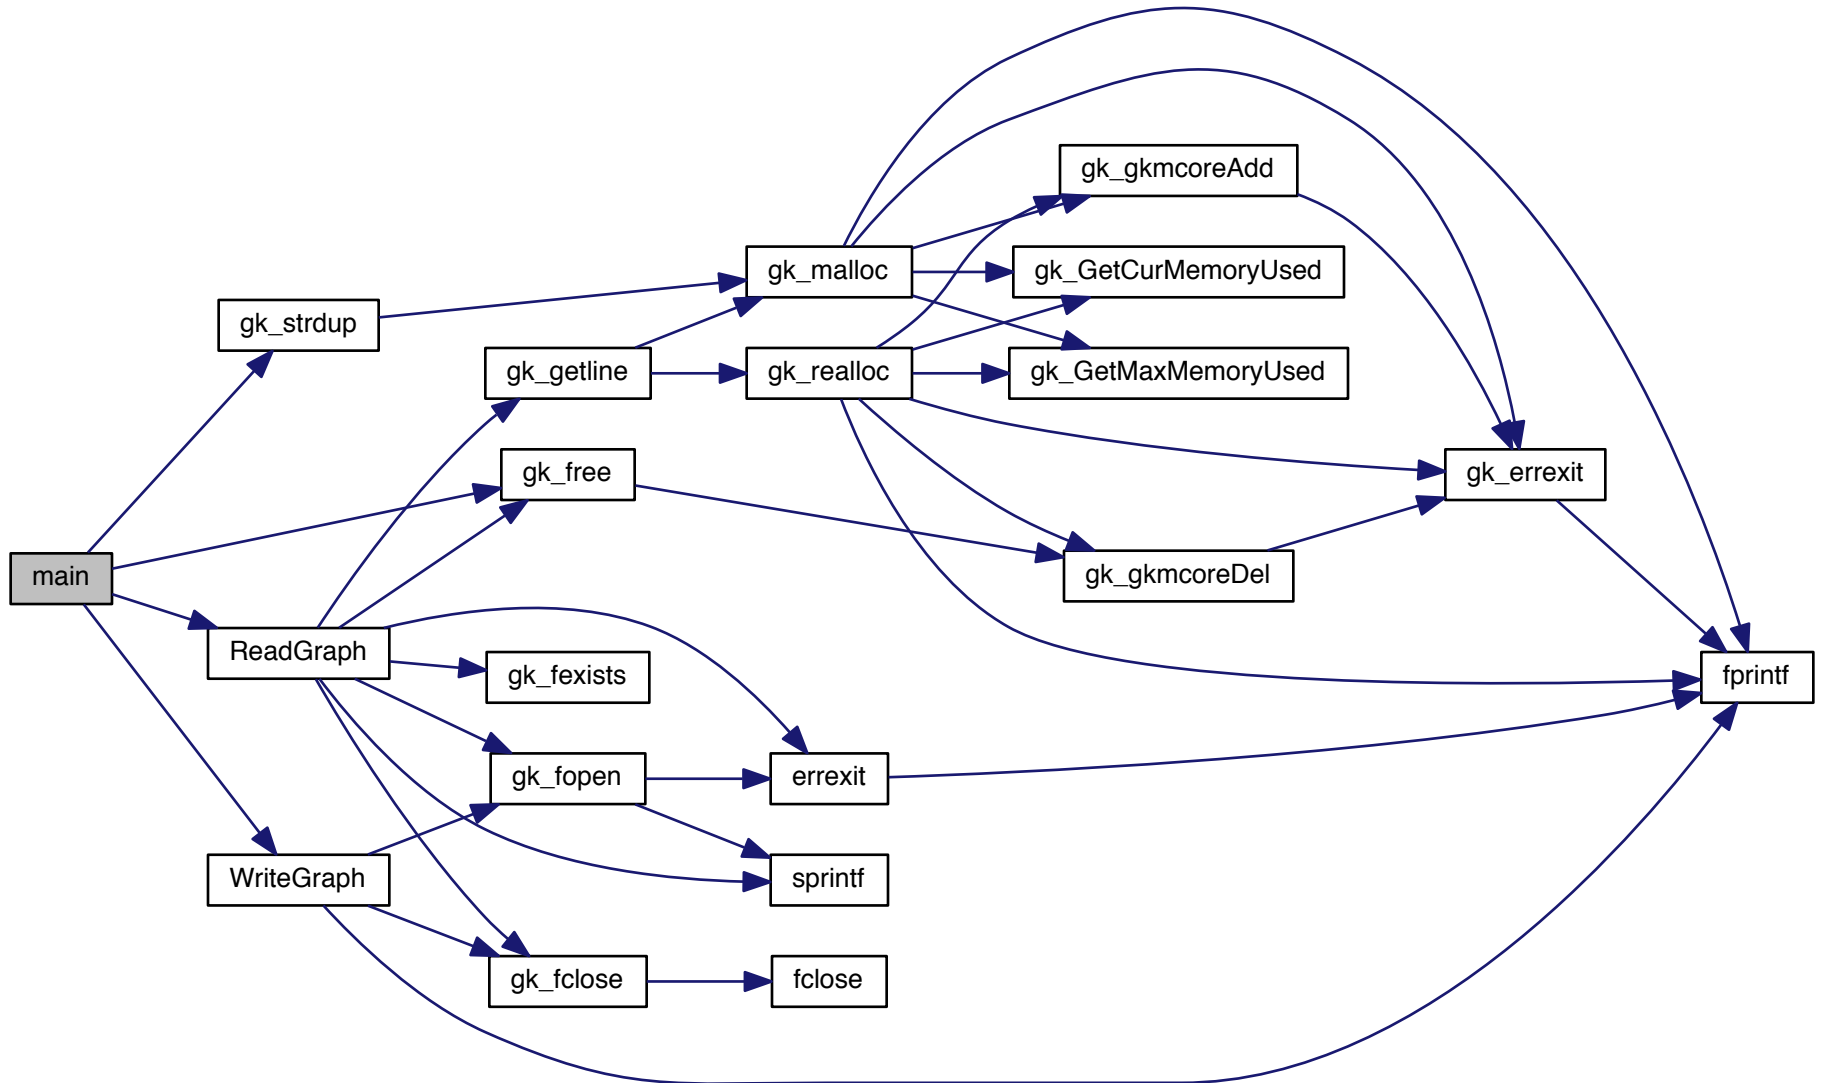 gk_gkmcoreAdd
gk_malloc
gk_GetCurMemoryUsed
gk_strdup
gk_getline
gk_realloc
gk_GetMaxMemoryUsed
gk_free
gk_errexit
main
gk_gkmcoreDel
ReadGraph
gk_fexists
fprintf
gk_fopen
errexit
WriteGraph
sprintf
gk_fclose
fclose